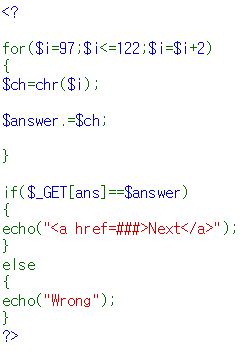 <?
for($i=97;$i<=122;$i=$i+2)
{
$ch=chr($i);
$answer.=$ch;
}
if($_GET[ans]==$answer)
{
echo("<a href=###>Next</a>");
}
else
{
echo("Wrong");
}
?>